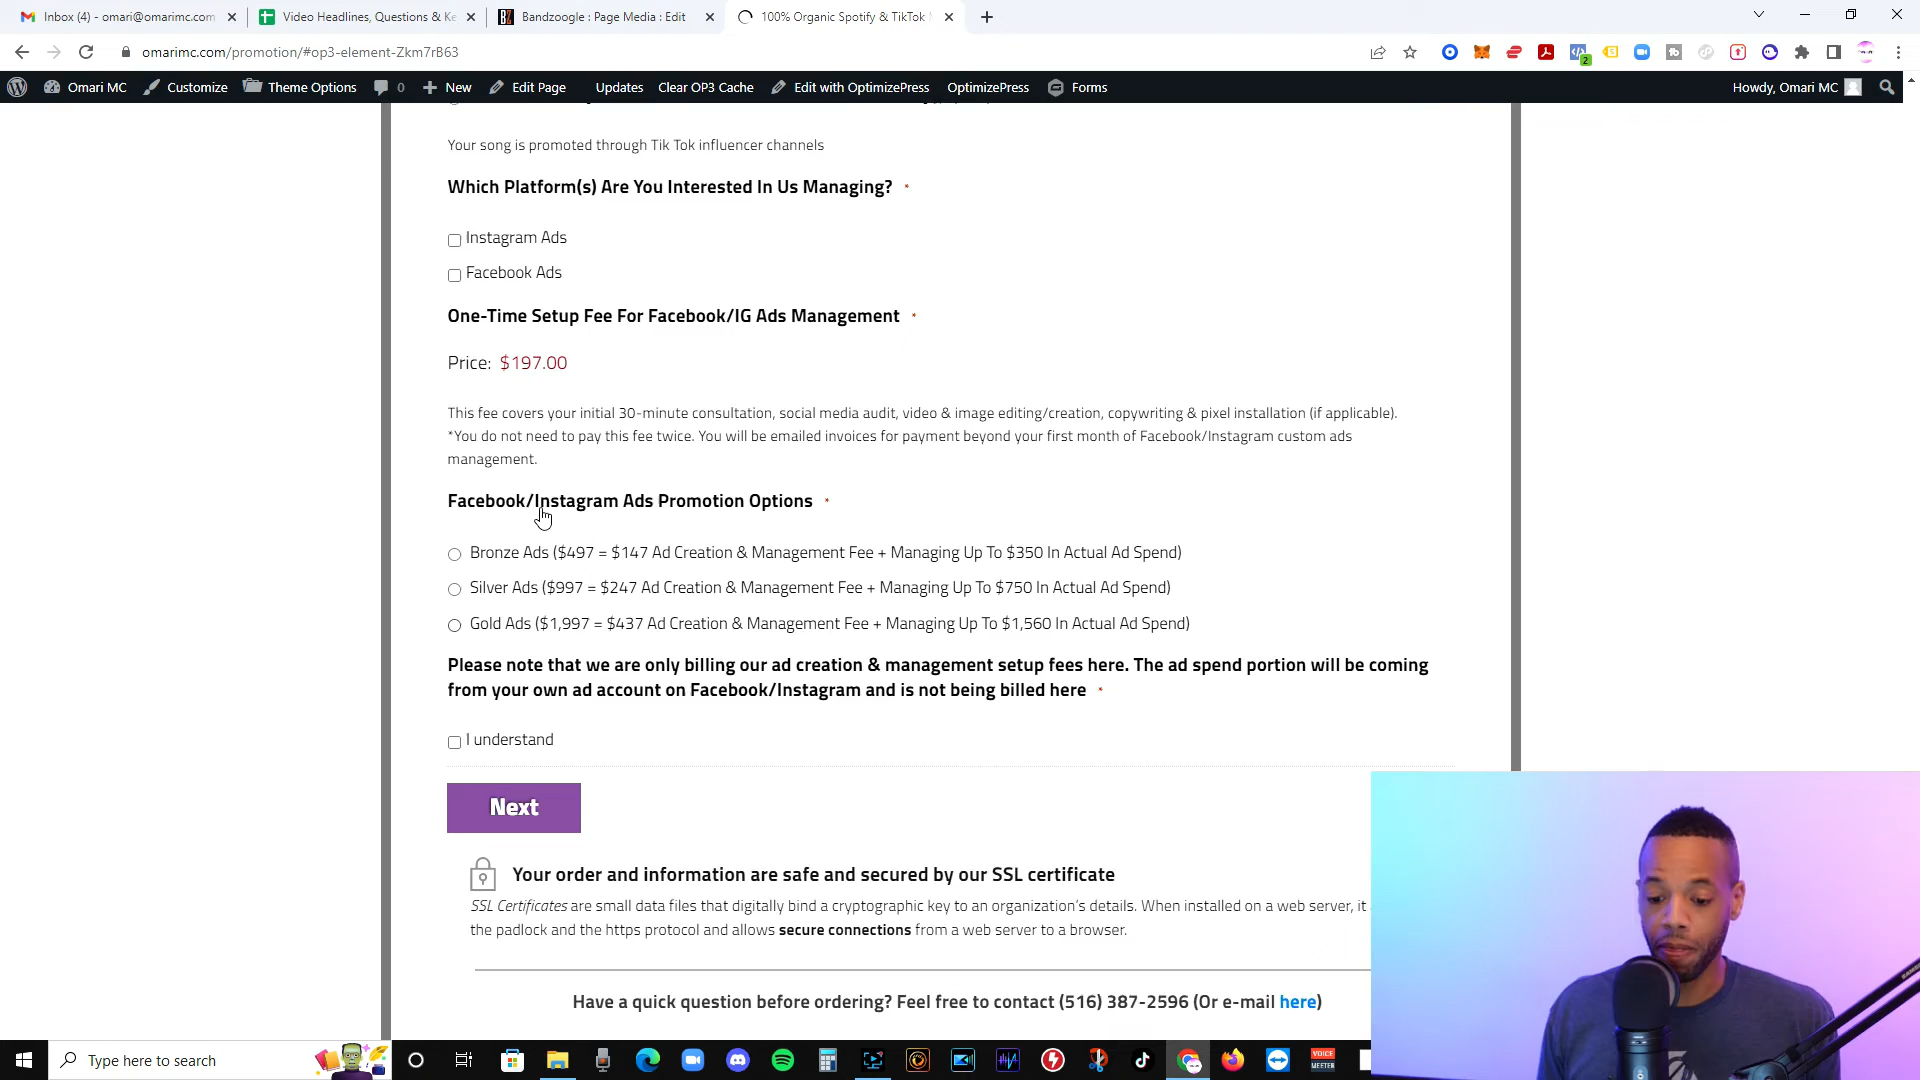 Inbox (4) - omari@omarimc.com
Video Headlines, Questions & Ke
Bandzoogle : Page Media : Edit
100% Organic Spotify & TikTok
omarimc.com/promotion/#op3-element-Zkm7rB63
2
Omari MC
Customize
Theme Options
0
New
Edit Page
Updates
Clear OP3 Cache
Edit with OptimizePress
OptimizePress
Forms
Howdy, Omari MC
Your song is promoted through Tik Tok influencer channels
Which Platform(s) Are You Interested In Us Managing? *
Instagram Ads
Facebook Ads
One-Time Setup Fee For Facebook/IG Ads Management *
Price: $197.00
This fee covers your initial 30-minute consultation, social media audit, video & image editing/creation, copywriting & pixel installation (if applicable).
*You do not need to pay this fee twice. You will be emailed invoices for payment beyond your first month of Facebook/Instagram custom ads
management.
Facebook/Instagram Ads Promotion Options *
Bronze Ads ($497 = $147 Ad Creation & Management Fee + Managing Up To $350 In Actual Ad Spend)
Silver Ads ($997 = $247 Ad Creation & Management Fee + Managing Up To $750 In Actual Ad Spend)
Gold Ads ($1,997 = $437 Ad Creation & Management Fee + Managing Up To $1,560 In Actual Ad Spend)
Please note that we are only billing our ad creation & management setup fees here. The ad spend portion will be coming
from your own ad account on Facebook/Instagram and is not being billed here *
I understand
Next
Your order and information are safe and secured by our SSL certificate
SSL Certificates are small data files that digitally bind a cryptographic key to an organization's details. When installed on a web server, it
the padlock and the https protocol and allows secure connections from a web server to a browser.
Have a quick question before ordering? Feel free to contact (516) 387-2596 (Or e-mail here)
Type here to search
VOICE
MEETER